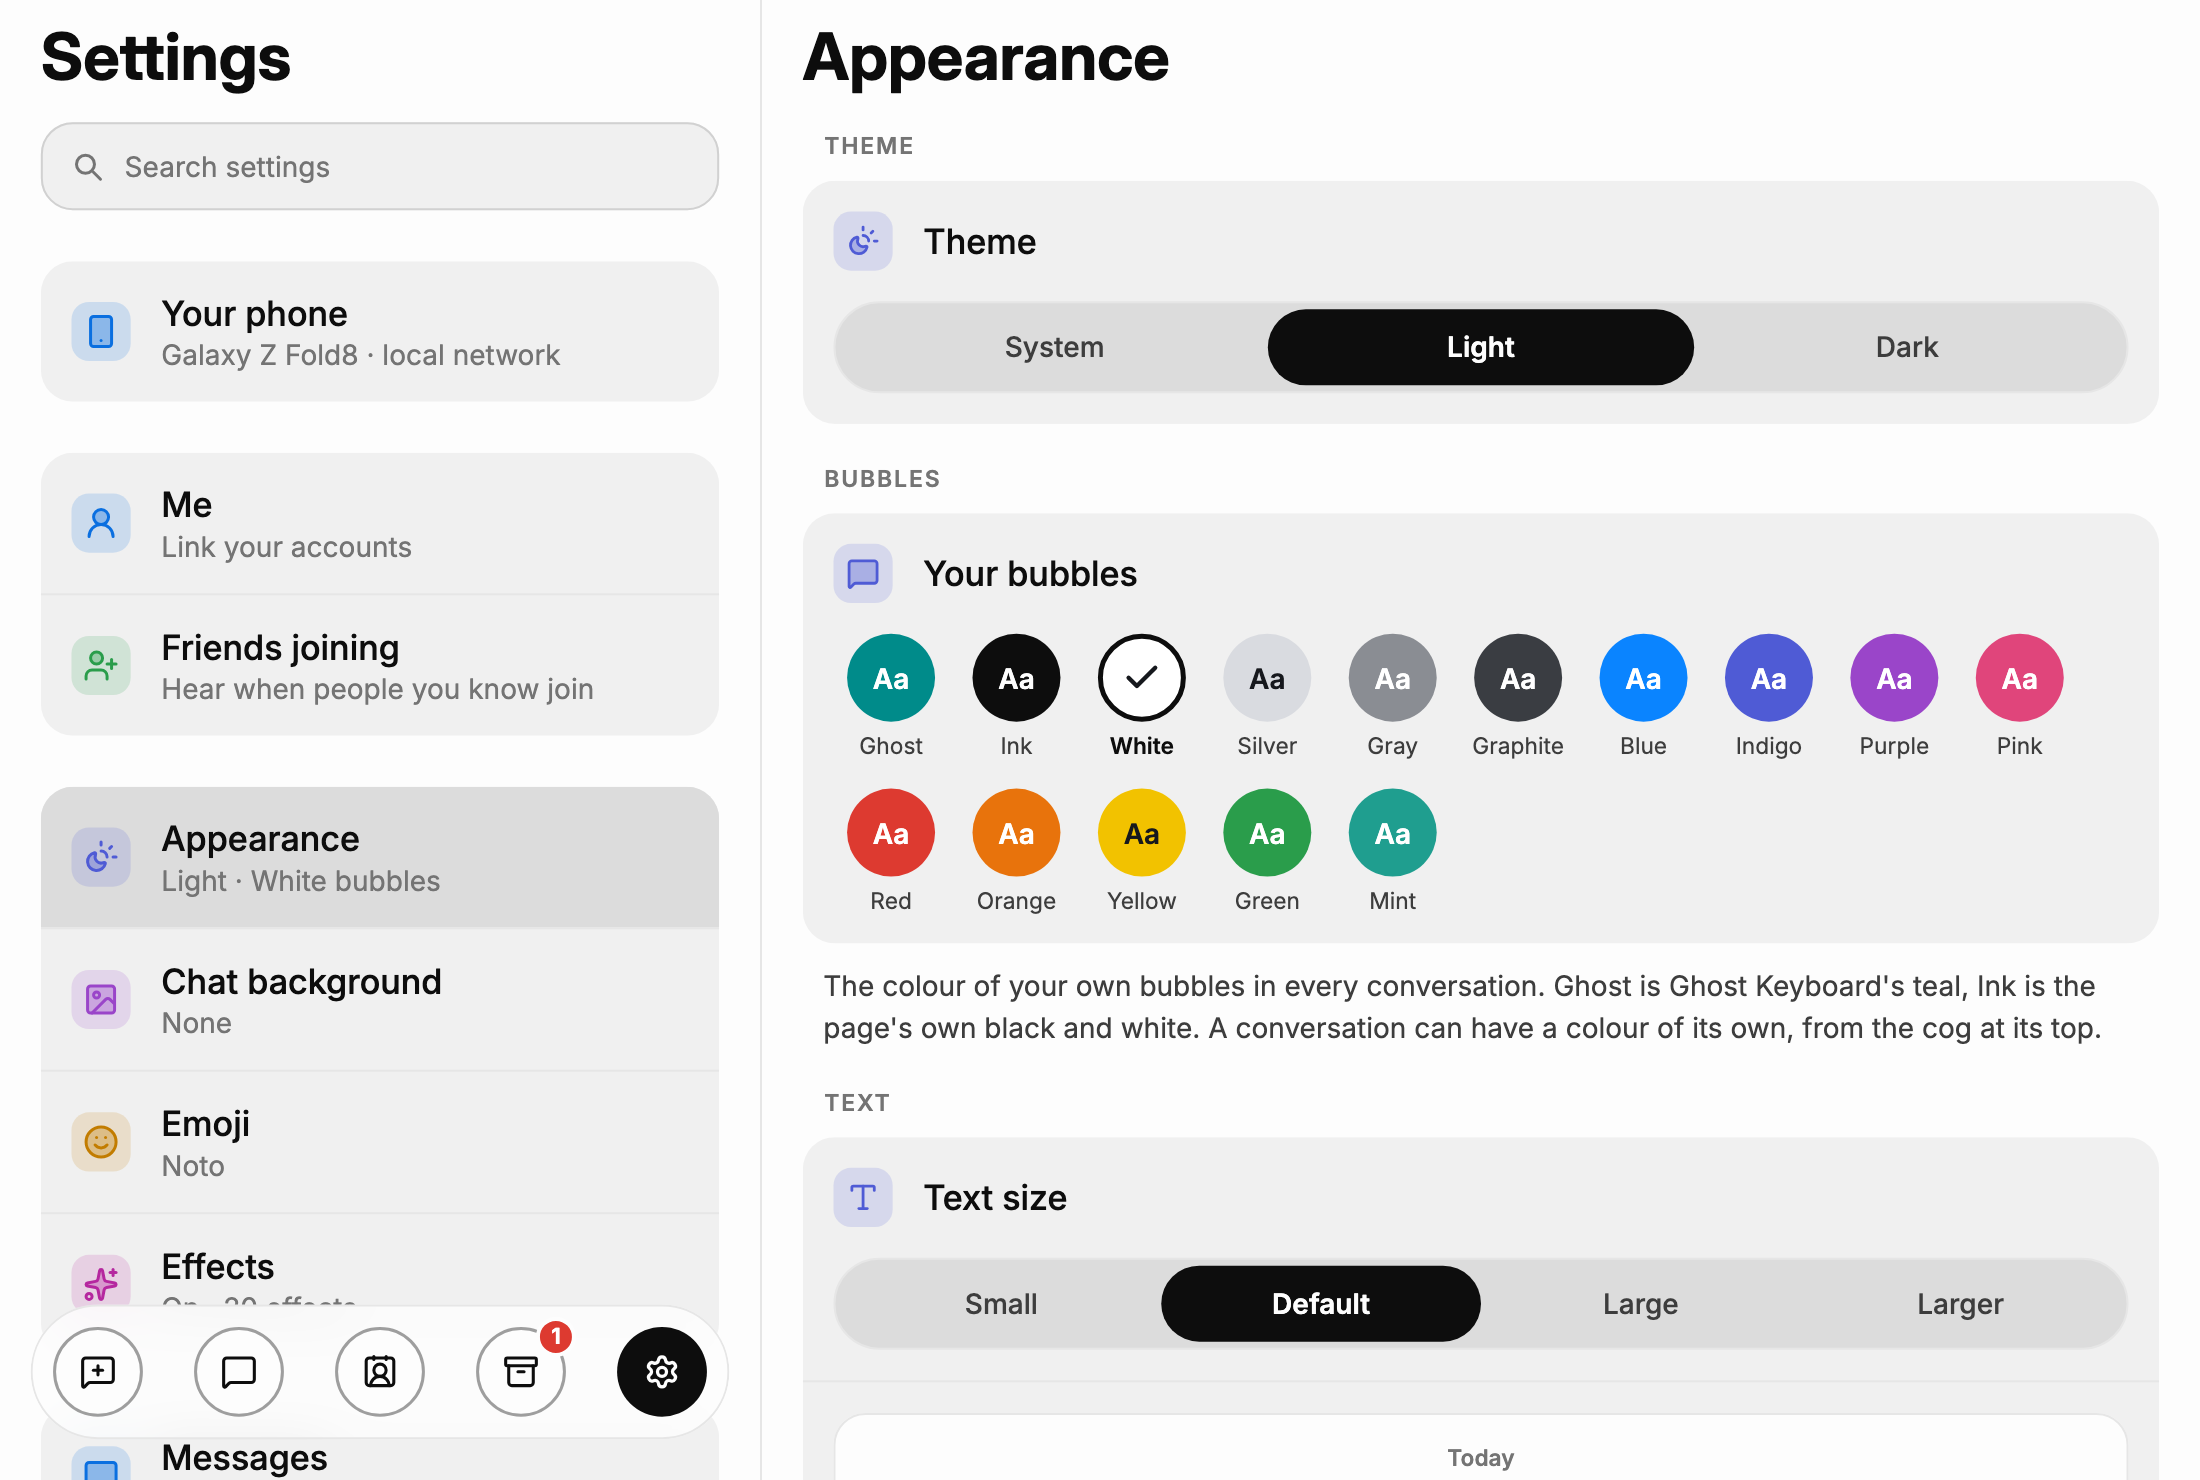 Settings
Search settings
Your phone
Galaxy Z Fold8 · local network
Me
Link your accounts
Friends joining
Hear when people you know join
Appearance
Light · White bubbles
Chat background
None
Emoji
Noto
Effects
1
Messages
Appearance
THEME
Theme
System Light Dark
BUBBLES
Your bubbles
Aa Aa Aa Aa Aa Aa Aa Aa Aa
Ghost Ink White Silver Gray Graphite Blue Indigo Purple Pink
Aa Aa Aa Aa Aa
Red Orange Yellow Green Mint
The colour of your own bubbles in every conversation. Ghost is Ghost Keyboard's teal, Ink is the
page's own black and white. A conversation can have a colour of its own, from the cog at its top.
TEXT
Text size
Small Default Large Larger
Today